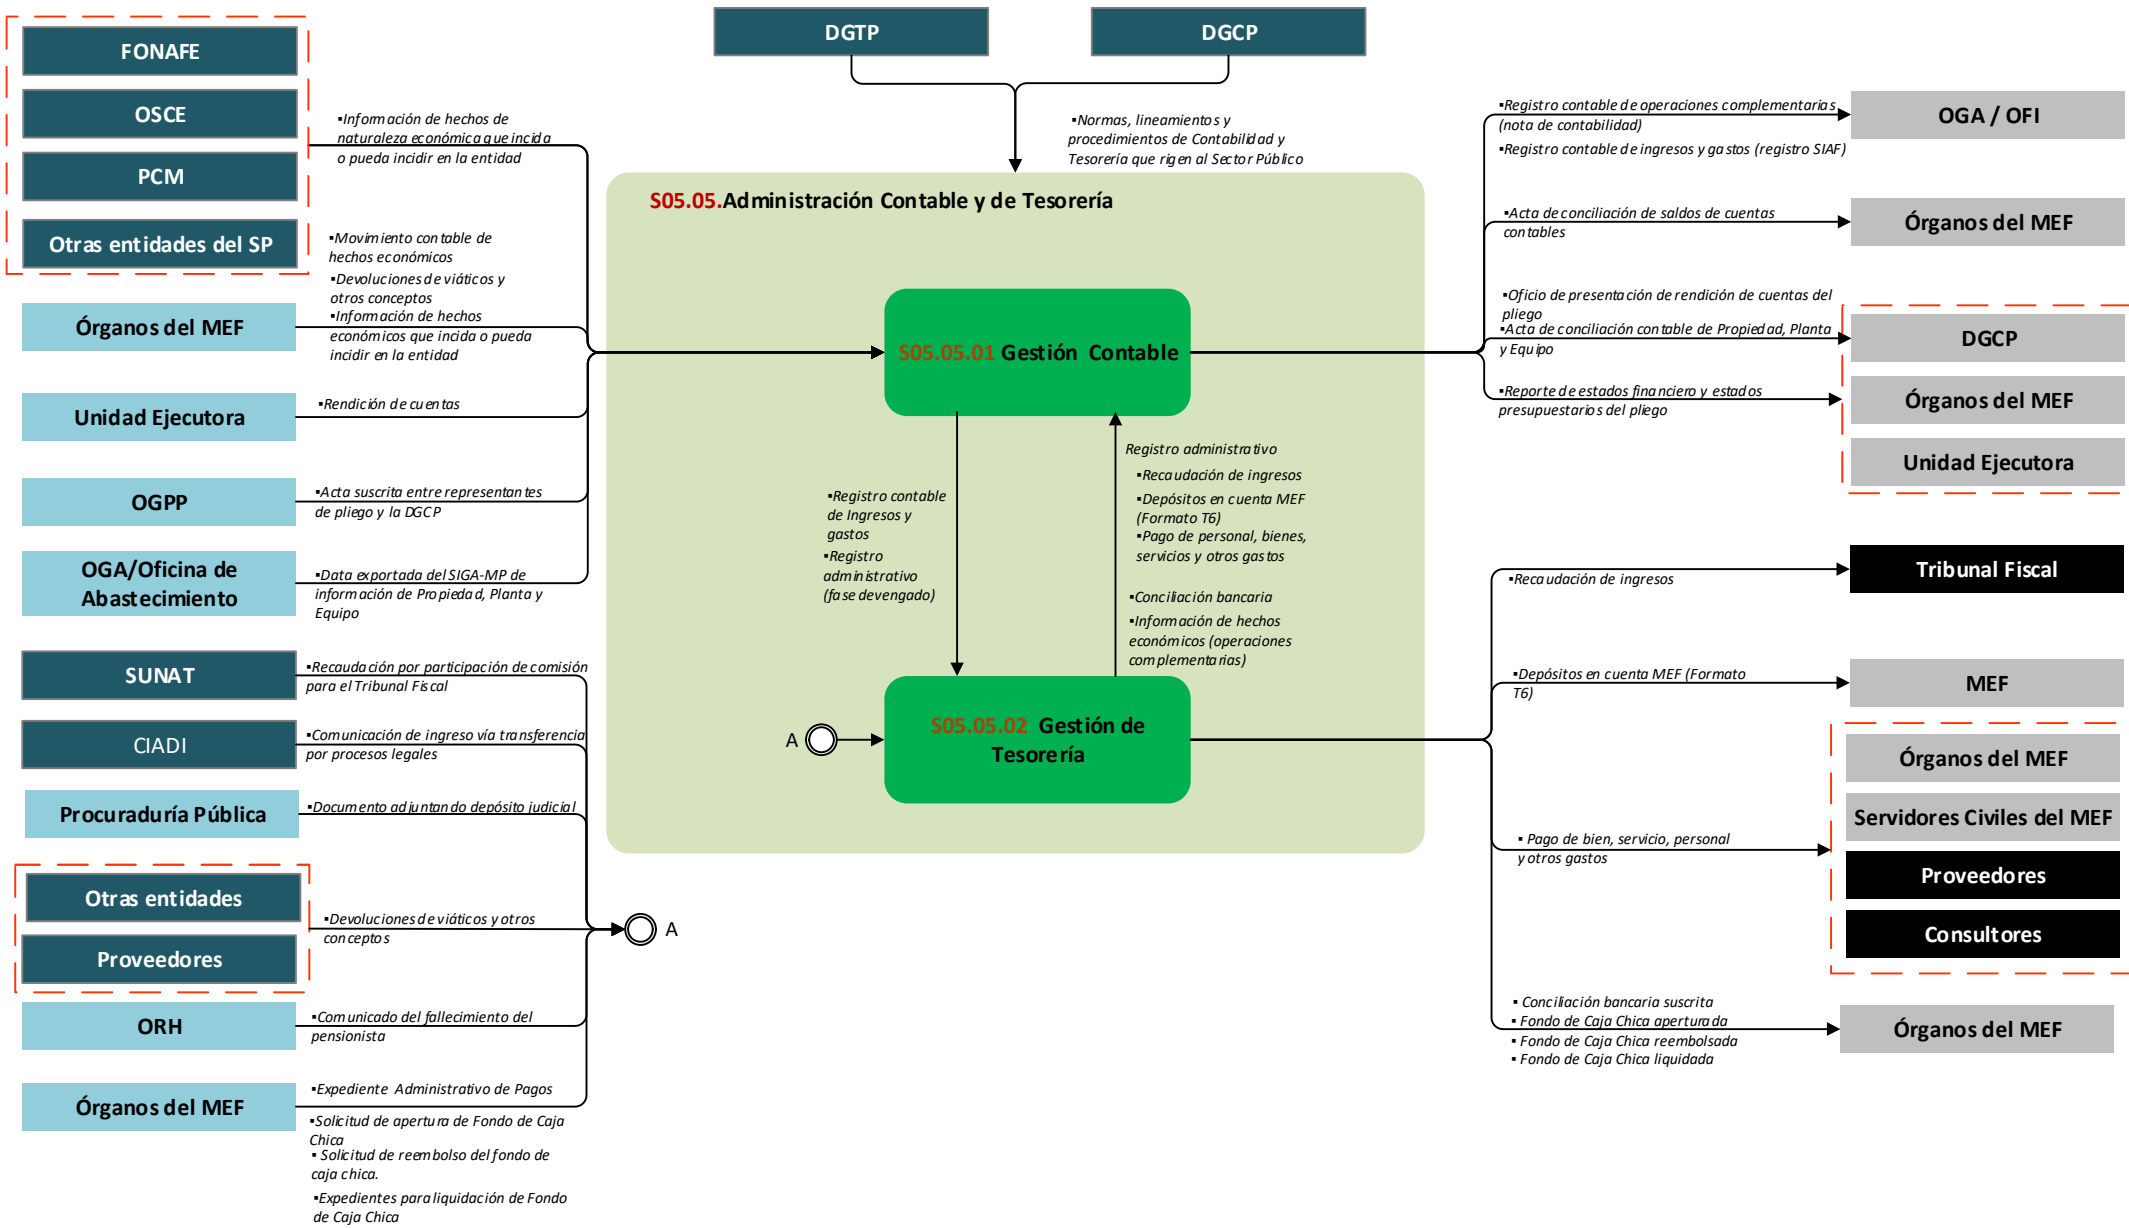 DGTP
DGCP
▪Normas, lineamientos y
procedimientos de Contabilidad y
Tesorería que rigen al Sector Público
FONAFE
OSCE
PCM
Otras entidades del SP
▪Información de hechos de
naturaleza económica que incida
o pueda incidir en la entidad
Órganos del MEF
▪Movimiento contable de
hechos económicos
▪Devoluciones de viáticos y
otros conceptos
▪Información de hechos
económicos que incida o pueda
incidir en la entidad
Unidad Ejecutora
▪Rendición de cuentas
OGPP
▪Acta suscrita entre representantes
de pliego y la DGCP
OGA/Oficina de
Abastecimiento
▪Data exportada del SIGA-MP de
información de Propiedad, Planta y
Equipo
SUNAT
▪Recaudación por participación de comisión
para el Tribunal Fiscal
CIADI
▪Comunicación de ingreso vía transferencia
por procesos legales
Procuraduría Pública
▪Documento adjuntando depósito judicial
Otras entidades
Proveedores
▪Devoluciones de viáticos y otros
conceptos
A
ORH
▪Comunicado del fallecimiento del
pensionista
Órganos del MEF
▪Expediente Administrativo de Pagos
▪Solicitud de apertura de Fondo de Caja
Chica
▪ Solicitud de reembolso del fondo de
caja chica.
▪Expedientes para liquidación de Fondo
de Caja Chica
S05.05.Administración Contable y de Tesorería
S05.05.01 Gestión Contable
▪Registro contable
de Ingresos y
gastos
▪Registro
administrativo
(fase devengado)
Registro administrativo
▪Recaudación de ingresos
▪Depósitos en cuenta MEF
(Formato T6)
▪Pago de personal, bienes,
servicios y otros gastos
▪Conciliación bancaria
▪Información de hechos
económicos (operaciones
complementarias)
A
S05.05.02 Gestión de
Tesorería
▪Registro contable de operaciones complementarias
(nota de contabilidad)
▪Registro contable de ingresos y gastos (registro SIAF)
OGA / OFI
▪Acta de conciliación de saldos de cuentas
contables
Órganos del MEF
▪Oficio de presentación de rendición de cuentas del
pliego
▪Acta de conciliación contable de Propiedad, Planta
y Equipo
▪Reporte de estados financiero y estados
presupuestarios del pliego
DGCP
Órganos del MEF
Unidad Ejecutora
▪Recaudación de ingresos
Tribunal Fiscal
▪Depósitos en cuenta MEF (Formato
T6)
MEF
▪ Pago de bien, servicio, personal
y otros gastos
Órganos del MEF
Servidores Civiles del MEF
Proveedores
Consultores
▪ Conciliación bancaria suscrita
▪ Fondo de Caja Chica aperturada
▪ Fondo de Caja Chica reembolsada
▪ Fondo de Caja Chica liquidada
Órganos del MEF